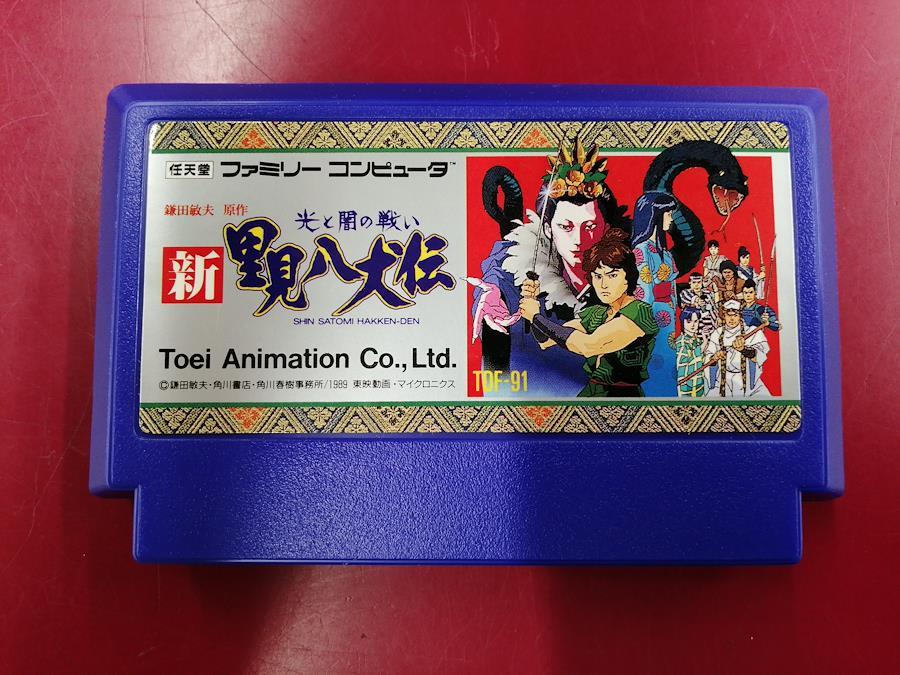 任天堂 ファミリー コンピュータ™
鎌田敏夫 原作
光と闇の戦い
新 里見八犬伝
SHIN SATOMI HAKKEN-DEN
Toei Animation Co.,Ltd.
©鎌田敏夫・角川書店・角川春樹事務所/1989 東映動画・マイクロニクス
TDF-91